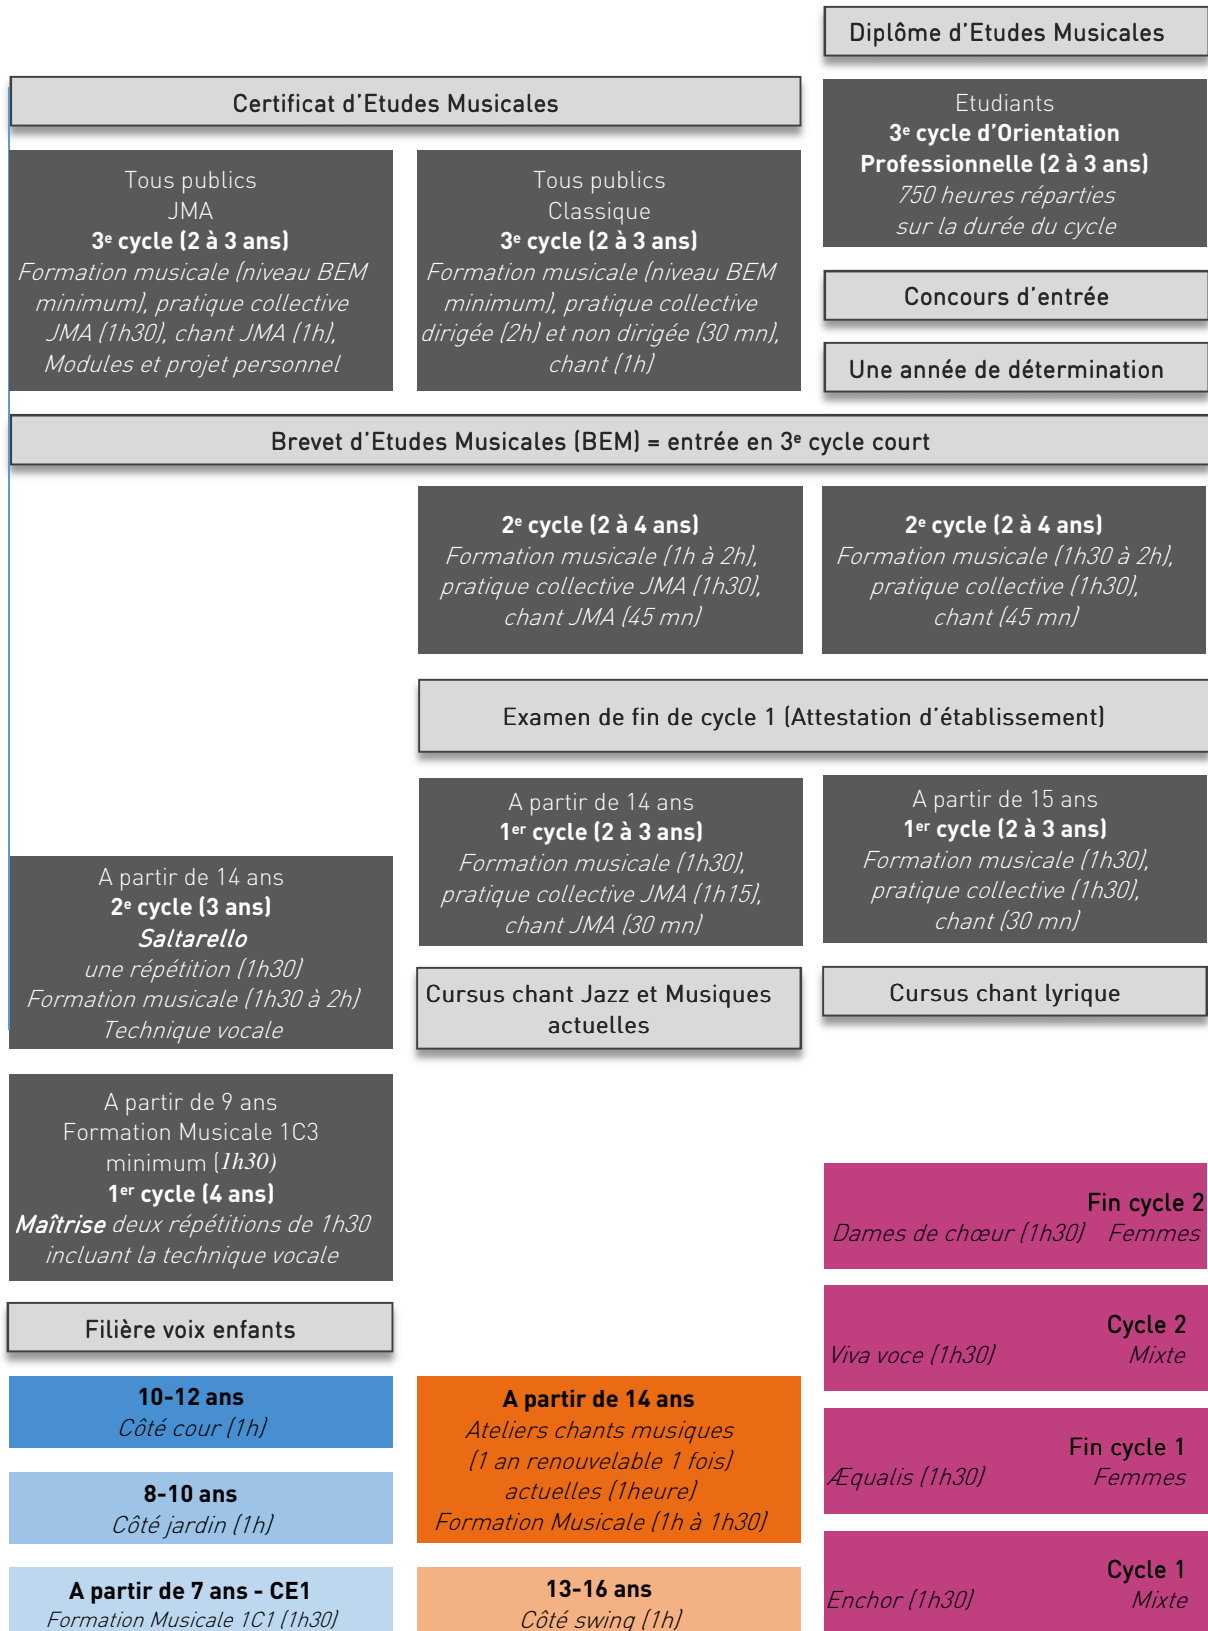 Diplôme d'Etudes Musicales
Etudiants
3e cycle d'Orientation
Professionnelle (2 à 3 ans)
750 heures réparties
sur la durée du cycle
Concours d'entrée
Une année de détermination
Certificat d'Etudes Musicales
Tous publics
JMA
3e cycle (2 à 3 ans)
Formation musicale (niveau BEM
minimum), pratique collective
JMA (1h30), chant JMA (1h),
Modules et projet personnel
Tous publics
Classique
3e cycle (2 à 3 ans)
Formation musicale (niveau BEM
minimum), pratique collective
dirigée (2h) et non dirigée (30 mn),
chant (1h)
Brevet d'Etudes Musicales (BEM) = entrée en 3e cycle court
2e cycle (2 à 4 ans)
Formation musicale (1h à 2h),
pratique collective JMA (1h30),
chant JMA (45 mn)
2e cycle (2 à 4 ans)
Formation musicale (1h30 à 2h),
pratique collective (1h30),
chant (45 mn)
Examen de fin de cycle 1 (Attestation d'établissement)
A partir de 14 ans
1er cycle (2 à 3 ans)
Formation musicale (1h30),
pratique collective JMA (1h15),
chant JMA (30 mn)
A partir de 15 ans
1er cycle (2 à 3 ans)
Formation musicale (1h30),
pratique collective (1h30),
chant (30 mn)
Cursus chant Jazz et Musiques
actuelles
Cursus chant lyrique
A partir de 14 ans
2e cycle (3 ans)
Saltarello
une répétition (1h30)
Formation musicale (1h30 à 2h)
Technique vocale
A partir de 9 ans
Formation Musicale 1C3
minimum (1h30)
1er cycle (4 ans)
Maîtrise deux répétitions de 1h30
incluant la technique vocale
Filière voix enfants
10-12 ans
Côté cour (1h)
8-10 ans
Côté jardin (1h)
A partir de 7 ans - CE1
Formation Musicale 1C1 (1h30)
A partir de 14 ans
Ateliers chants musiques
(1 an renouvelable 1 fois)
actuelles (1heure)
Formation Musicale (1h à 1h30)
13-16 ans
Côté swing (1h)
Fin cycle 2
Dames de chœur (1h30) Femmes
Cycle 2
Viva voce (1h30) Mixte
Fin cycle 1
Æqualis (1h30) Femmes
Cycle 1
Enchor (1h30) Mixte